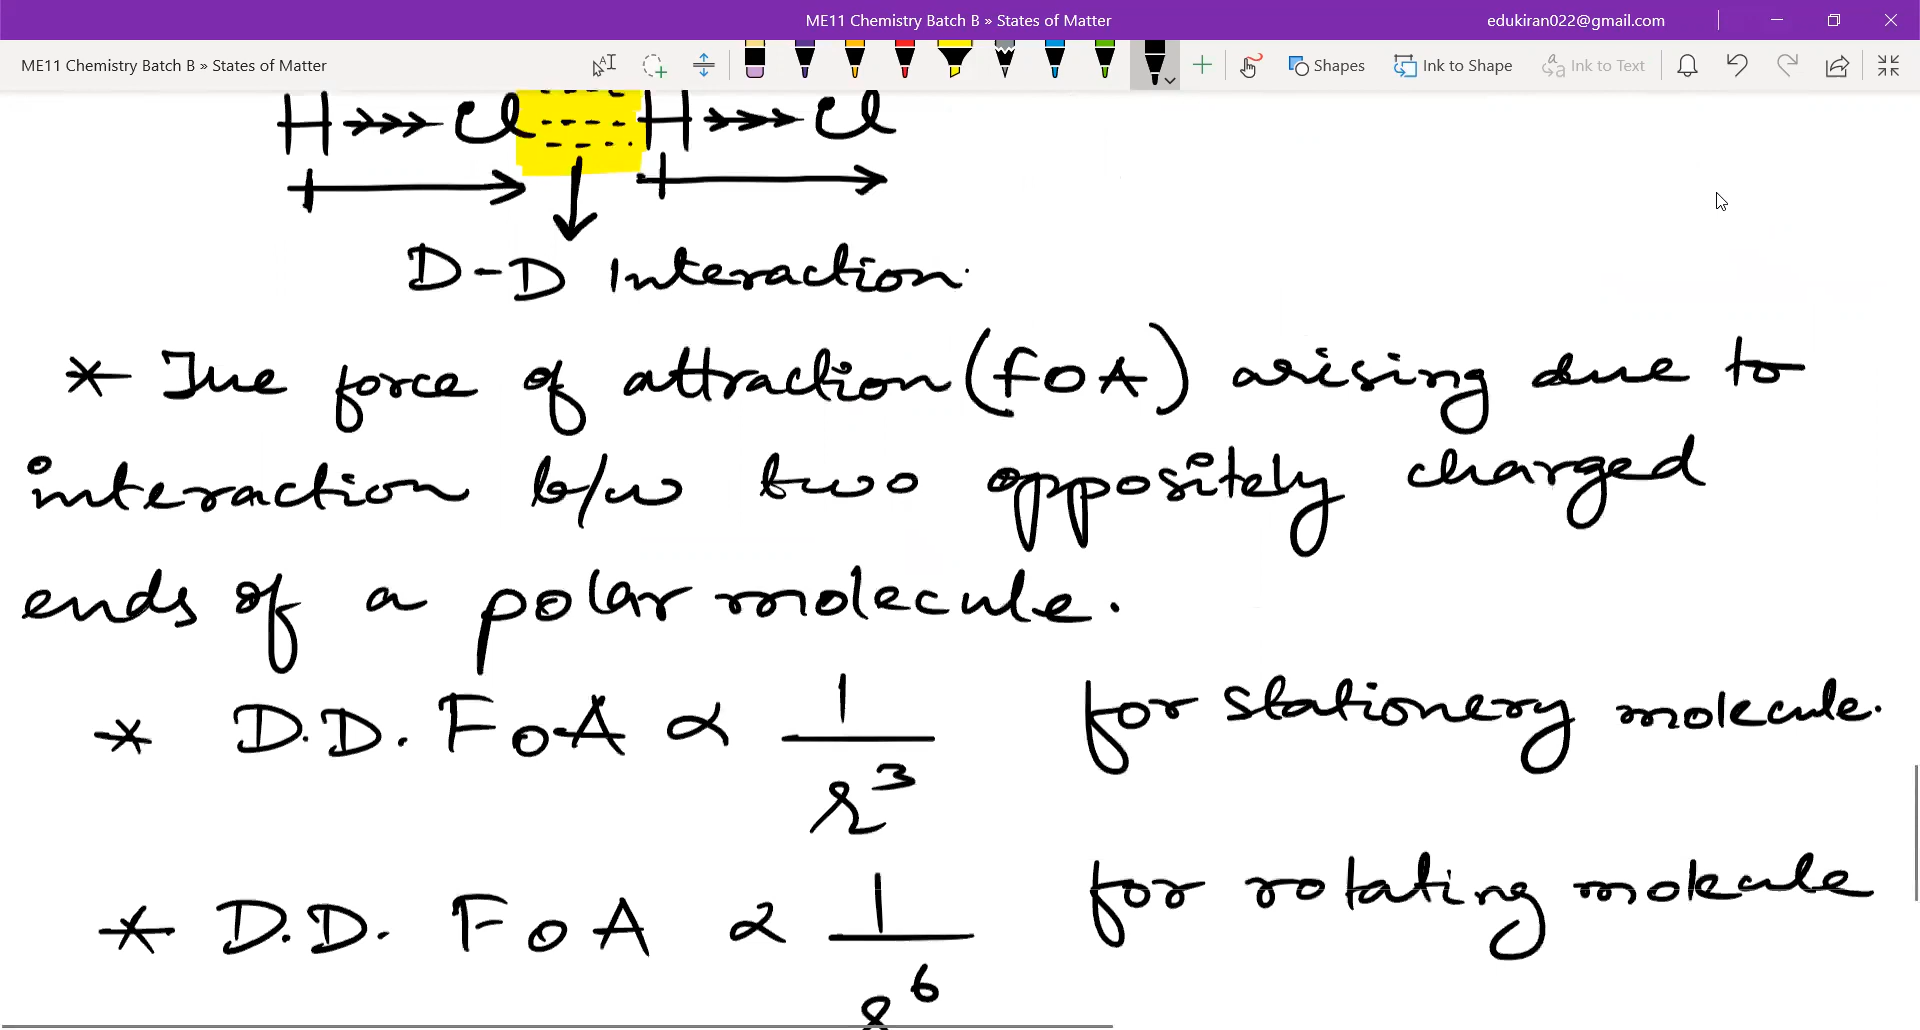 ME11 Chemistry Batch B » States of Matter
edukiran022@gmail.com
ME11 Chemistry Batch B » States of Matter
Shapes
Ink to Shape
Ink to Text
H Cl H Cl
D-D Interaction.
* The force of attraction (FOA) arising due to
interaction b/w two oppositely charged
ends of a polar molecule.
* D.D. FOA ∝ 1/r³ for stationery molecule.
* D.D. FOA ∝ 1/r⁶ for rotating molecule